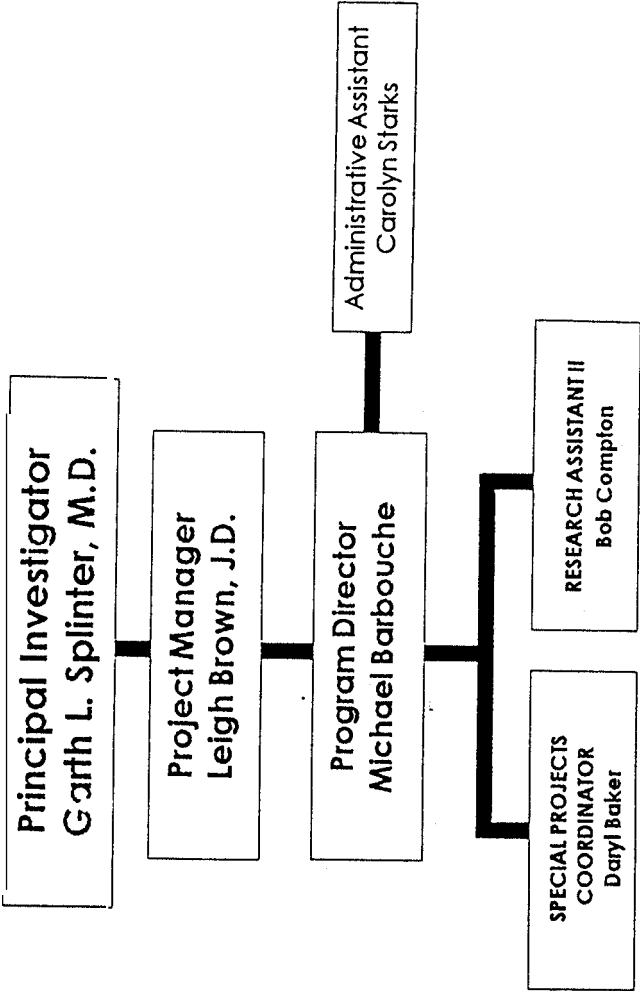 Principal Investigator
Garth L. Splinter, M.D.
Project Manager
Leigh Brown, J.D.
Program Director
Michael Barbouche
Administrative Assistant
Carolyn Starks
SPECIAL PROJECTS
COORDINATOR
Daryl Baker
RESEARCH ASSISTANT II
Bob Compton